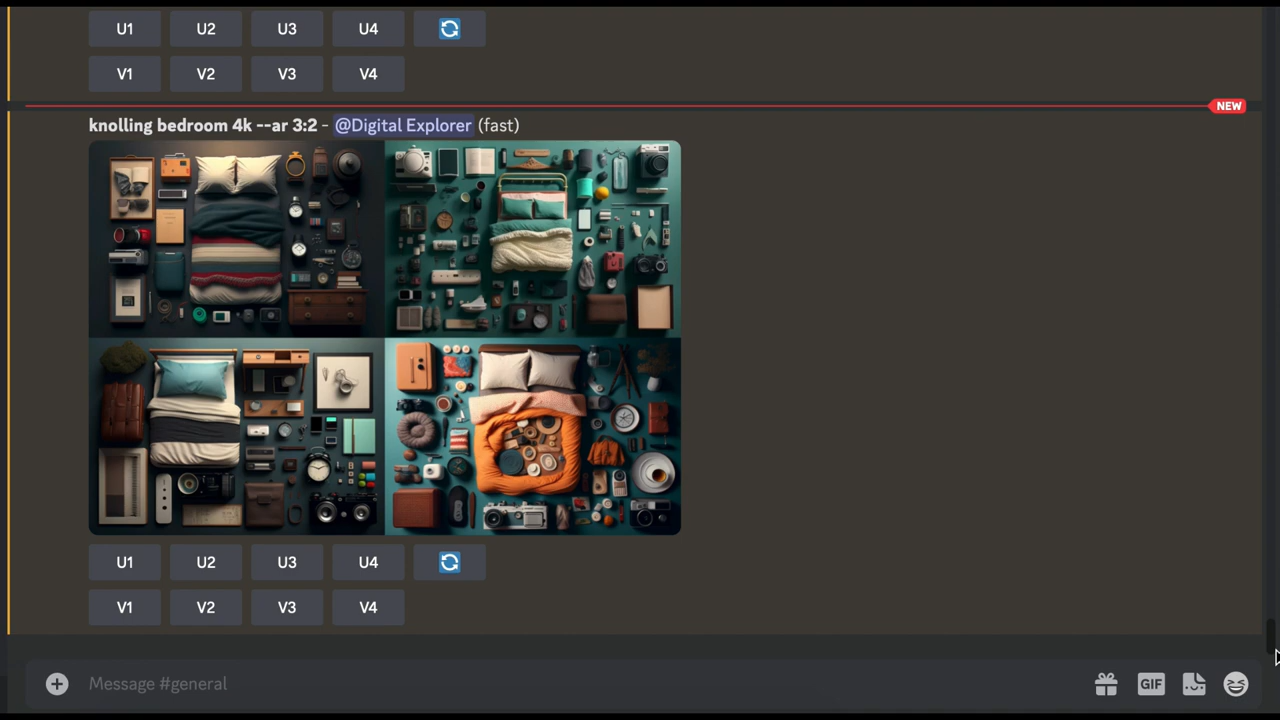 U1 U2 U3 U4
V1 V2 V3 V4
NEW
knolling bedroom 4k --ar 3:2 - @Digital Explorer (fast)
U1 U2 U3 U4
V1 V2 V3 V4
Message #general
GIF